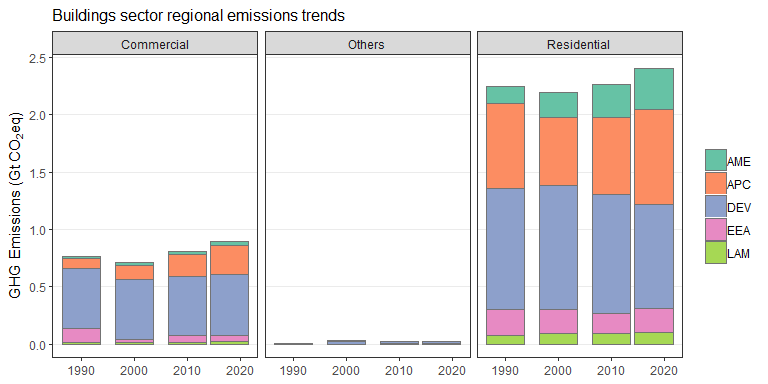 Buildings sector regional emissions trends
Commercial
Others
Residential
GHG Emissions (Gt CO₂eq)
2.5
2.0
1.5
1.0
0.5
0.0
1990 2000 2010 2020
1990 2000 2010 2020
1990 2000 2010 2020
AME
APC
DEV
EEA
LAM